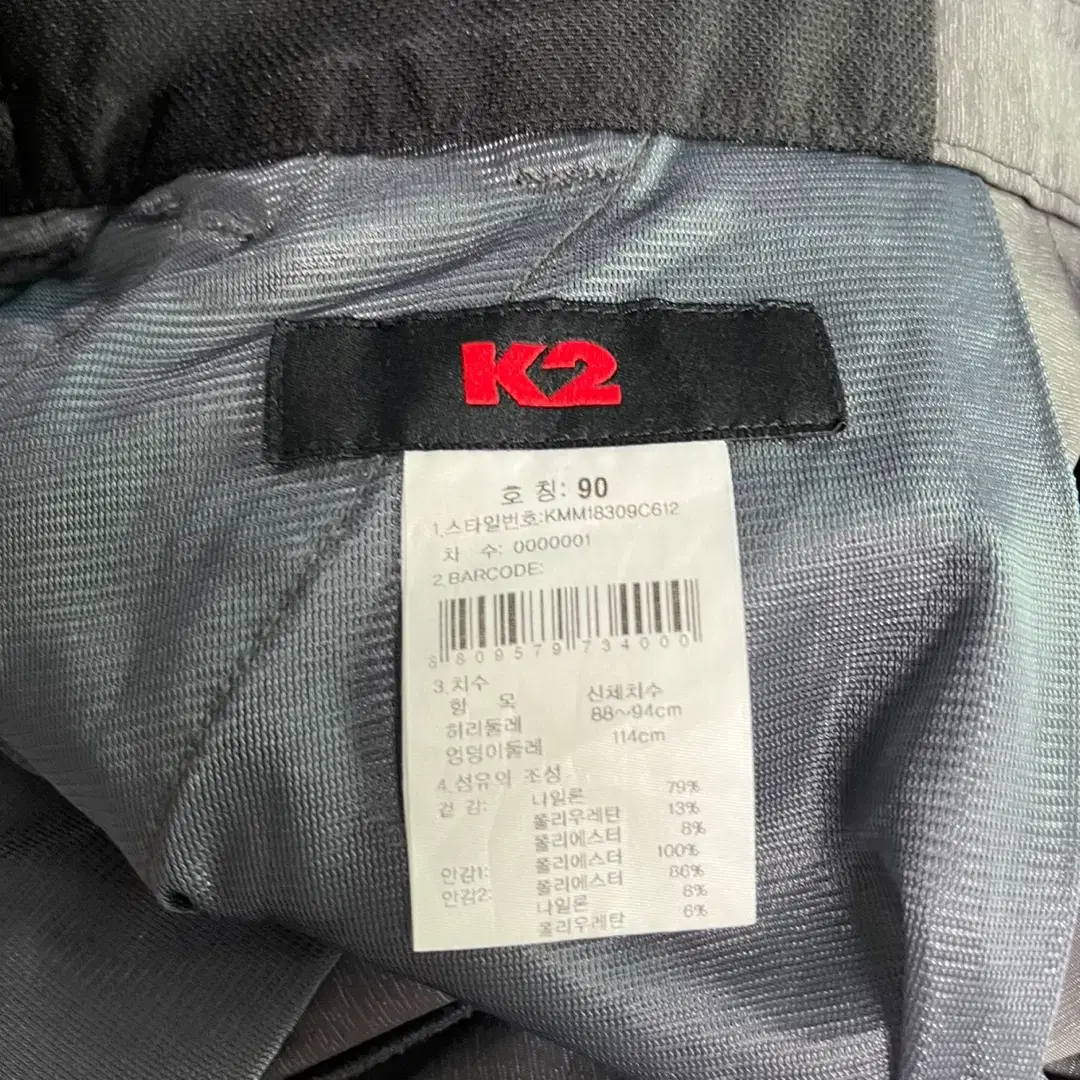 K2
호 칭: 90
1.스타일번호:KMM18309C612
차 수: 0000001
2.BARCODE:
8809579734000
3.치수
항 목 신체치수
허리둘레 88~94cm
엉덩이둘레 114cm
4.섬유의 조성
겉 감: 나일론 79%
폴리우레탄 13%
폴리에스터 8%
안감1: 폴리에스터 100%
안감2: 폴리에스터 86%
나일론 8%
폴리우레탄 6%